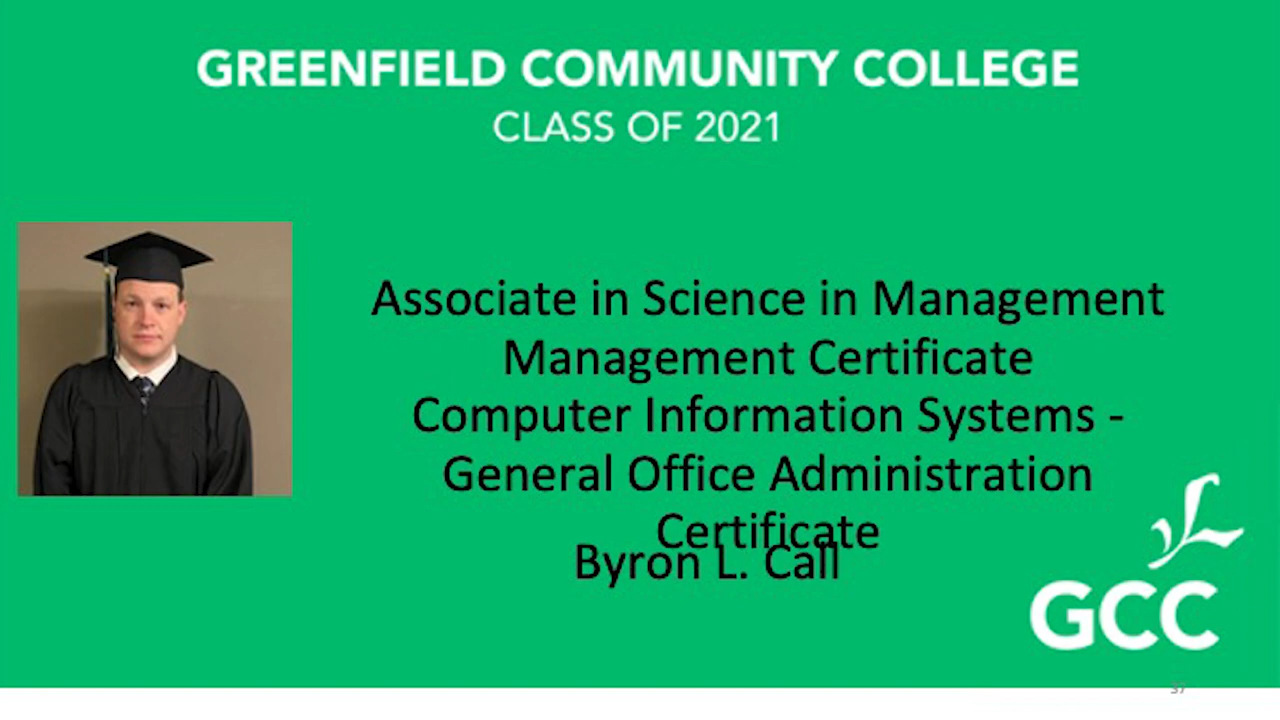 GREENFIELD COMMUNITY COLLEGE
CLASS OF 2021
Associate in Science in Management
Management Certificate
Computer Information Systems -
General Office Administration
Certificate
Byron L. Call
GCC
37